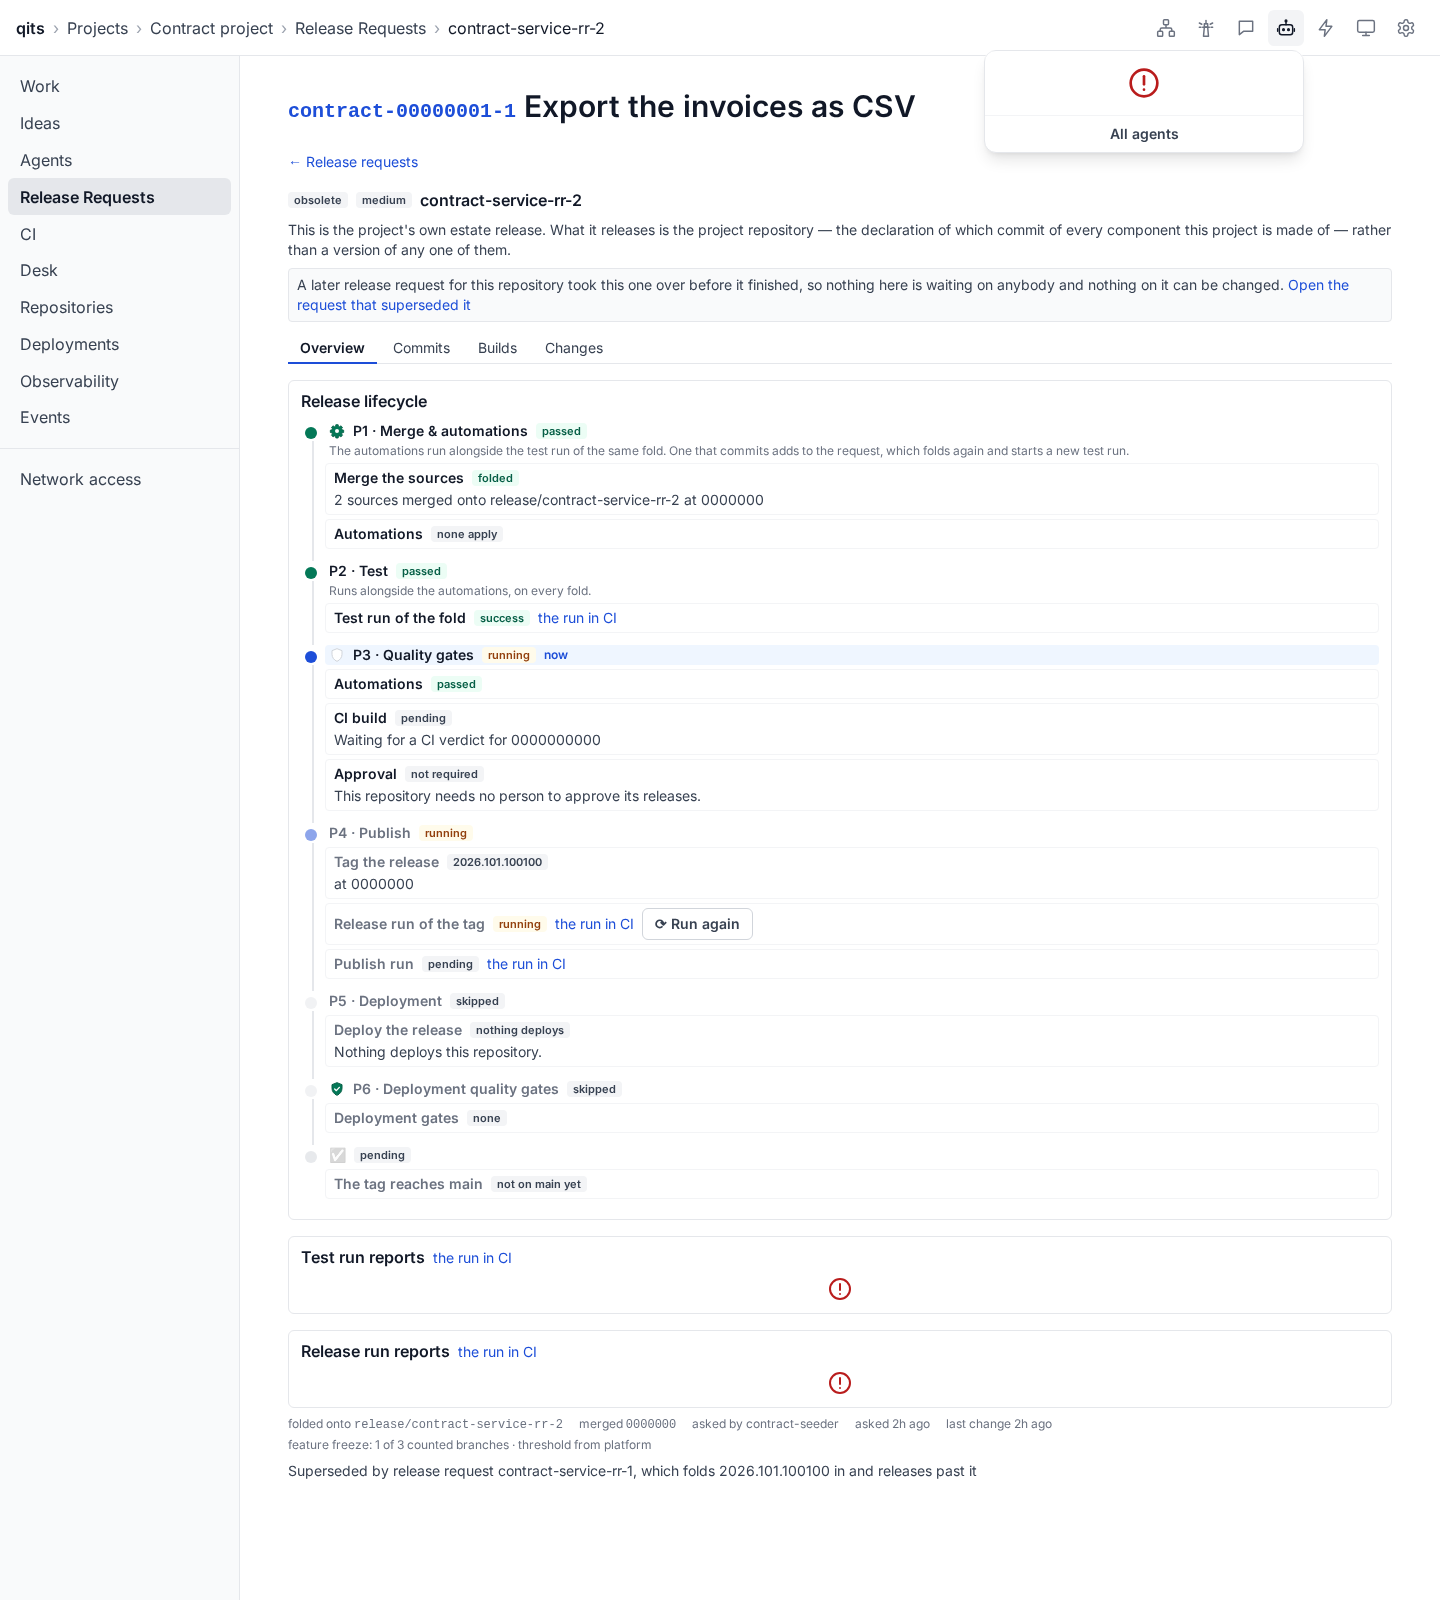 qits › Projects › Contract project › Release Requests › contract-service-rr-2
All agents
Work
Ideas
Agents
Release Requests
CI
Desk
Repositories
Deployments
Observability
Events
Network access
contract-00000001-1 Export the invoices as CSV
← Release requests
obsolete medium contract-service-rr-2
This is the project's own estate release. What it releases is the project repository — the declaration of which commit of every component this project is made of — rather
than a version of any one of them.
A later release request for this repository took this one over before it finished, so nothing here is waiting on anybody and nothing on it can be changed. Open the
request that superseded it
Overview Commits Builds Changes
Release lifecycle
P1 · Merge & automations passed
The automations run alongside the test run of the same fold. One that commits adds to the request, which folds again and starts a new test run.
Merge the sources folded
2 sources merged onto release/contract-service-rr-2 at 0000000
Automations none apply
P2 · Test passed
Runs alongside the automations, on every fold.
Test run of the fold success the run in CI
P3 · Quality gates running now
Automations passed
CI build pending
Waiting for a CI verdict for 0000000000
Approval not required
This repository needs no person to approve its releases.
P4 · Publish running
Tag the release 2026.101.100100
at 0000000
Release run of the tag running the run in CI ⟳ Run again
Publish run pending the run in CI
P5 · Deployment skipped
Deploy the release nothing deploys
Nothing deploys this repository.
P6 · Deployment quality gates skipped
Deployment gates none
pending
The tag reaches main not on main yet
Test run reports the run in CI
Release run reports the run in CI
folded onto release/contract-service-rr-2 merged 0000000 asked by contract-seeder asked 2h ago last change 2h ago
feature freeze: 1 of 3 counted branches · threshold from platform
Superseded by release request contract-service-rr-1, which folds 2026.101.100100 in and releases past it